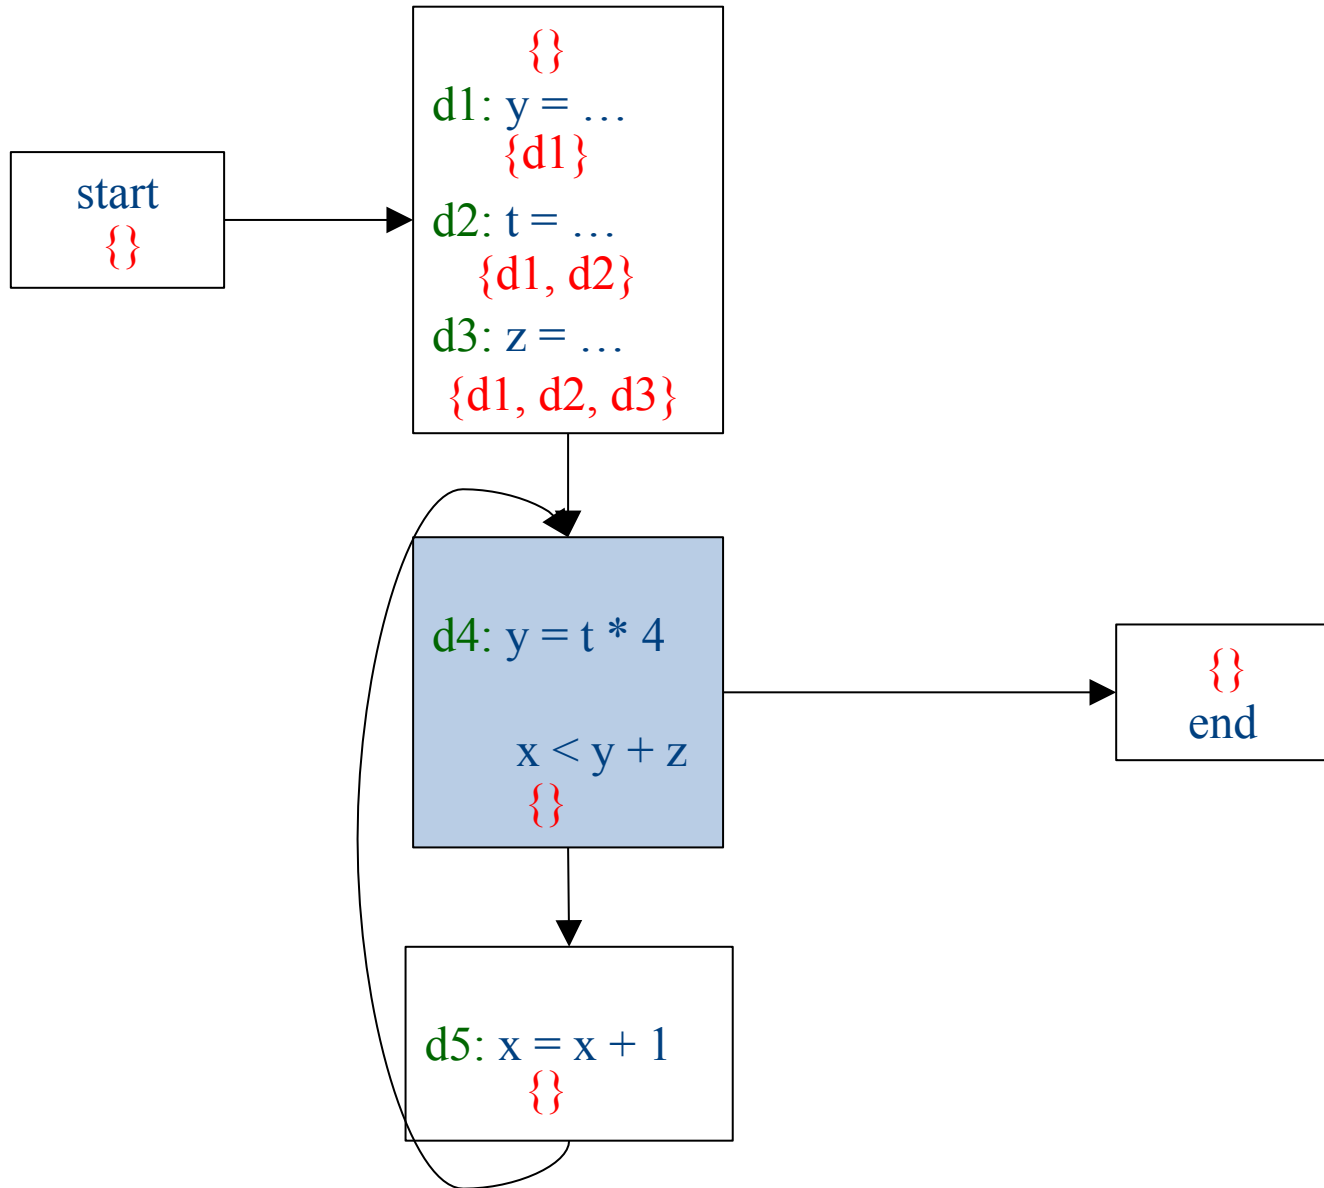 start
{}
{}
d1: y = …
{d1}
d2: t = …
{d1, d2}
d3: z = …
{d1, d2, d3}
d4: y = t * 4
x < y + z
{}
{}
end
d5: x = x + 1
{}